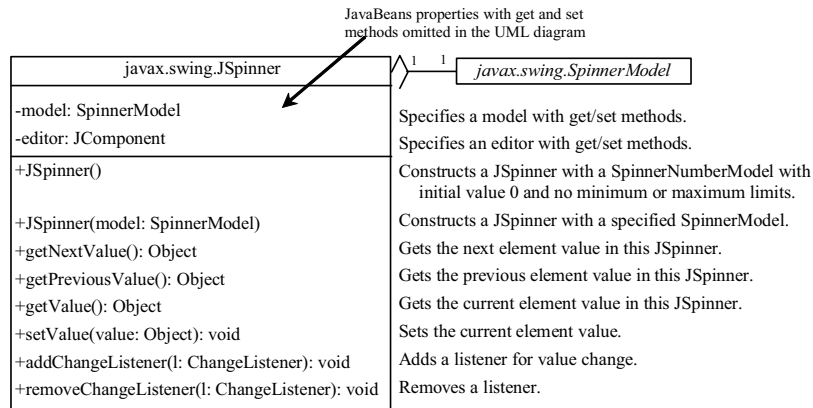 JavaBeans properties with get and set
methods omitted in the UML diagram
javax.swing.JSpinner
1 1
javax.swing.SpinnerModel
-model: SpinnerModel
Specifies a model with get/set methods.
-editor: JComponent
Specifies an editor with get/set methods.
+JSpinner()
Constructs a JSpinner with a SpinnerNumberModel with
initial value 0 and no minimum or maximum limits.
+JSpinner(model: SpinnerModel)
Constructs a JSpinner with a specified SpinnerModel.
+getNextValue(): Object
Gets the next element value in this JSpinner.
+getPreviousValue(): Object
Gets the previous element value in this JSpinner.
+getValue(): Object
Gets the current element value in this JSpinner.
+setValue(value: Object): void
Sets the current element value.
+addChangeListener(l: ChangeListener): void
Adds a listener for value change.
+removeChangeListener(l: ChangeListener): void
Removes a listener.